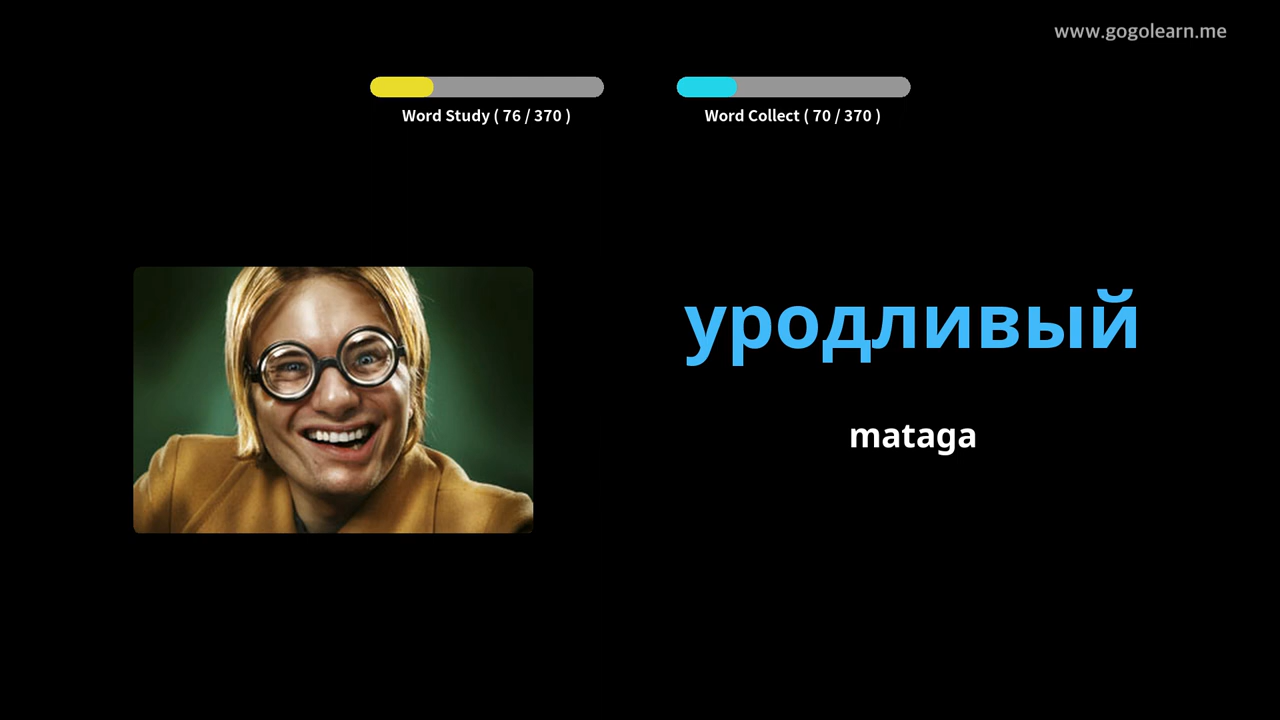 www.gogolearn.me
Word Study ( 76 / 370 )
Word Collect ( 70 / 370 )
уродливый
mataga